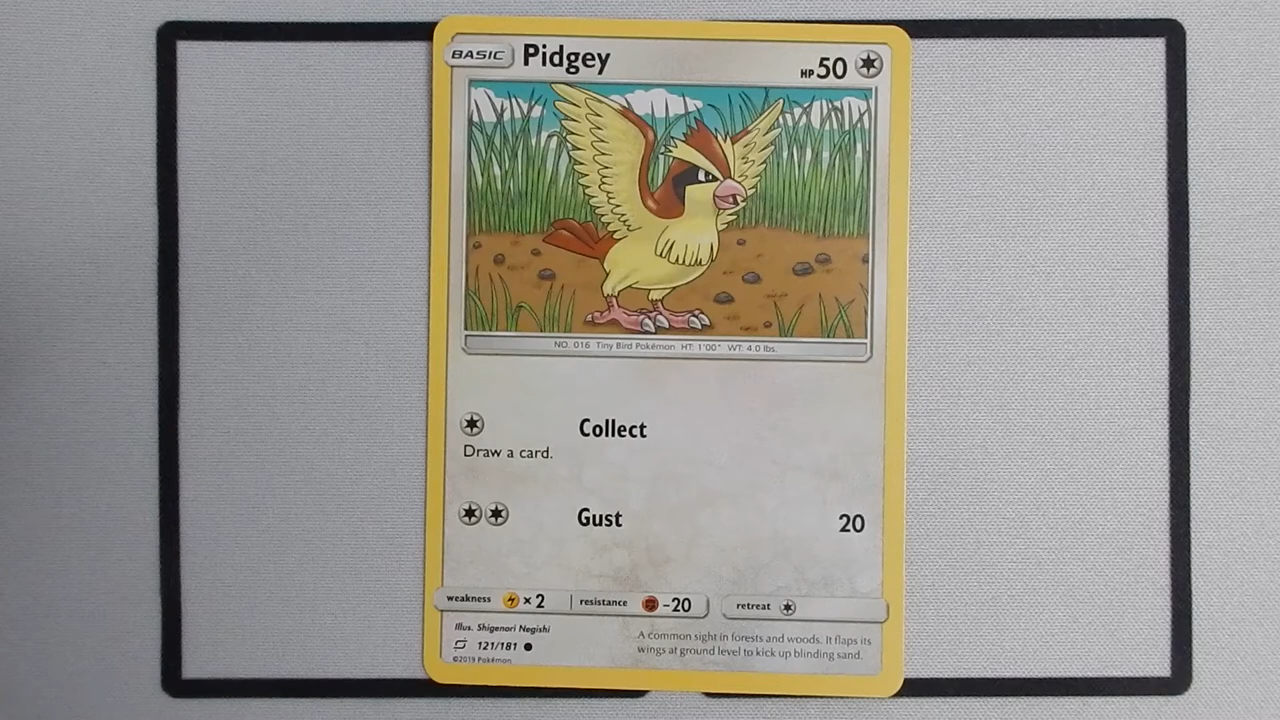 BASIC Pidgey HP 50
NO. 016 Tiny Bird Pokémon HT: 1'00" WT: 4.0 lbs.
Collect
Draw a card.
Gust 20
weakness ×2 resistance -20 retreat
Illus. Shigenori Negishi
121/181
©2019 Pokémon
A common sight in forests and woods. It flaps its
wings at ground level to kick up blinding sand.